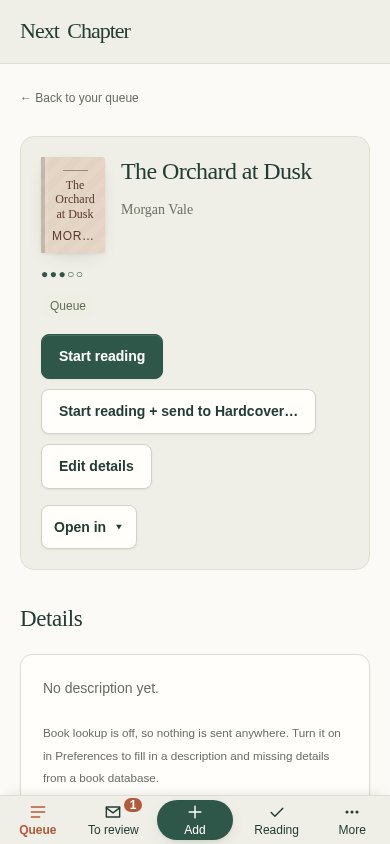 Next Chapter
← Back to your queue
The
Orchard
at Dusk
MOR…
The Orchard at Dusk
Morgan Vale
●●●○○
Queue
Start reading
Start reading + send to Hardcover…
Edit details
Open in ▾
Details
No description yet.
Book lookup is off, so nothing is sent anywhere. Turn it on
in Preferences to fill in a description and missing details
from a book database.
1
Queue
To review
Add
Reading
More